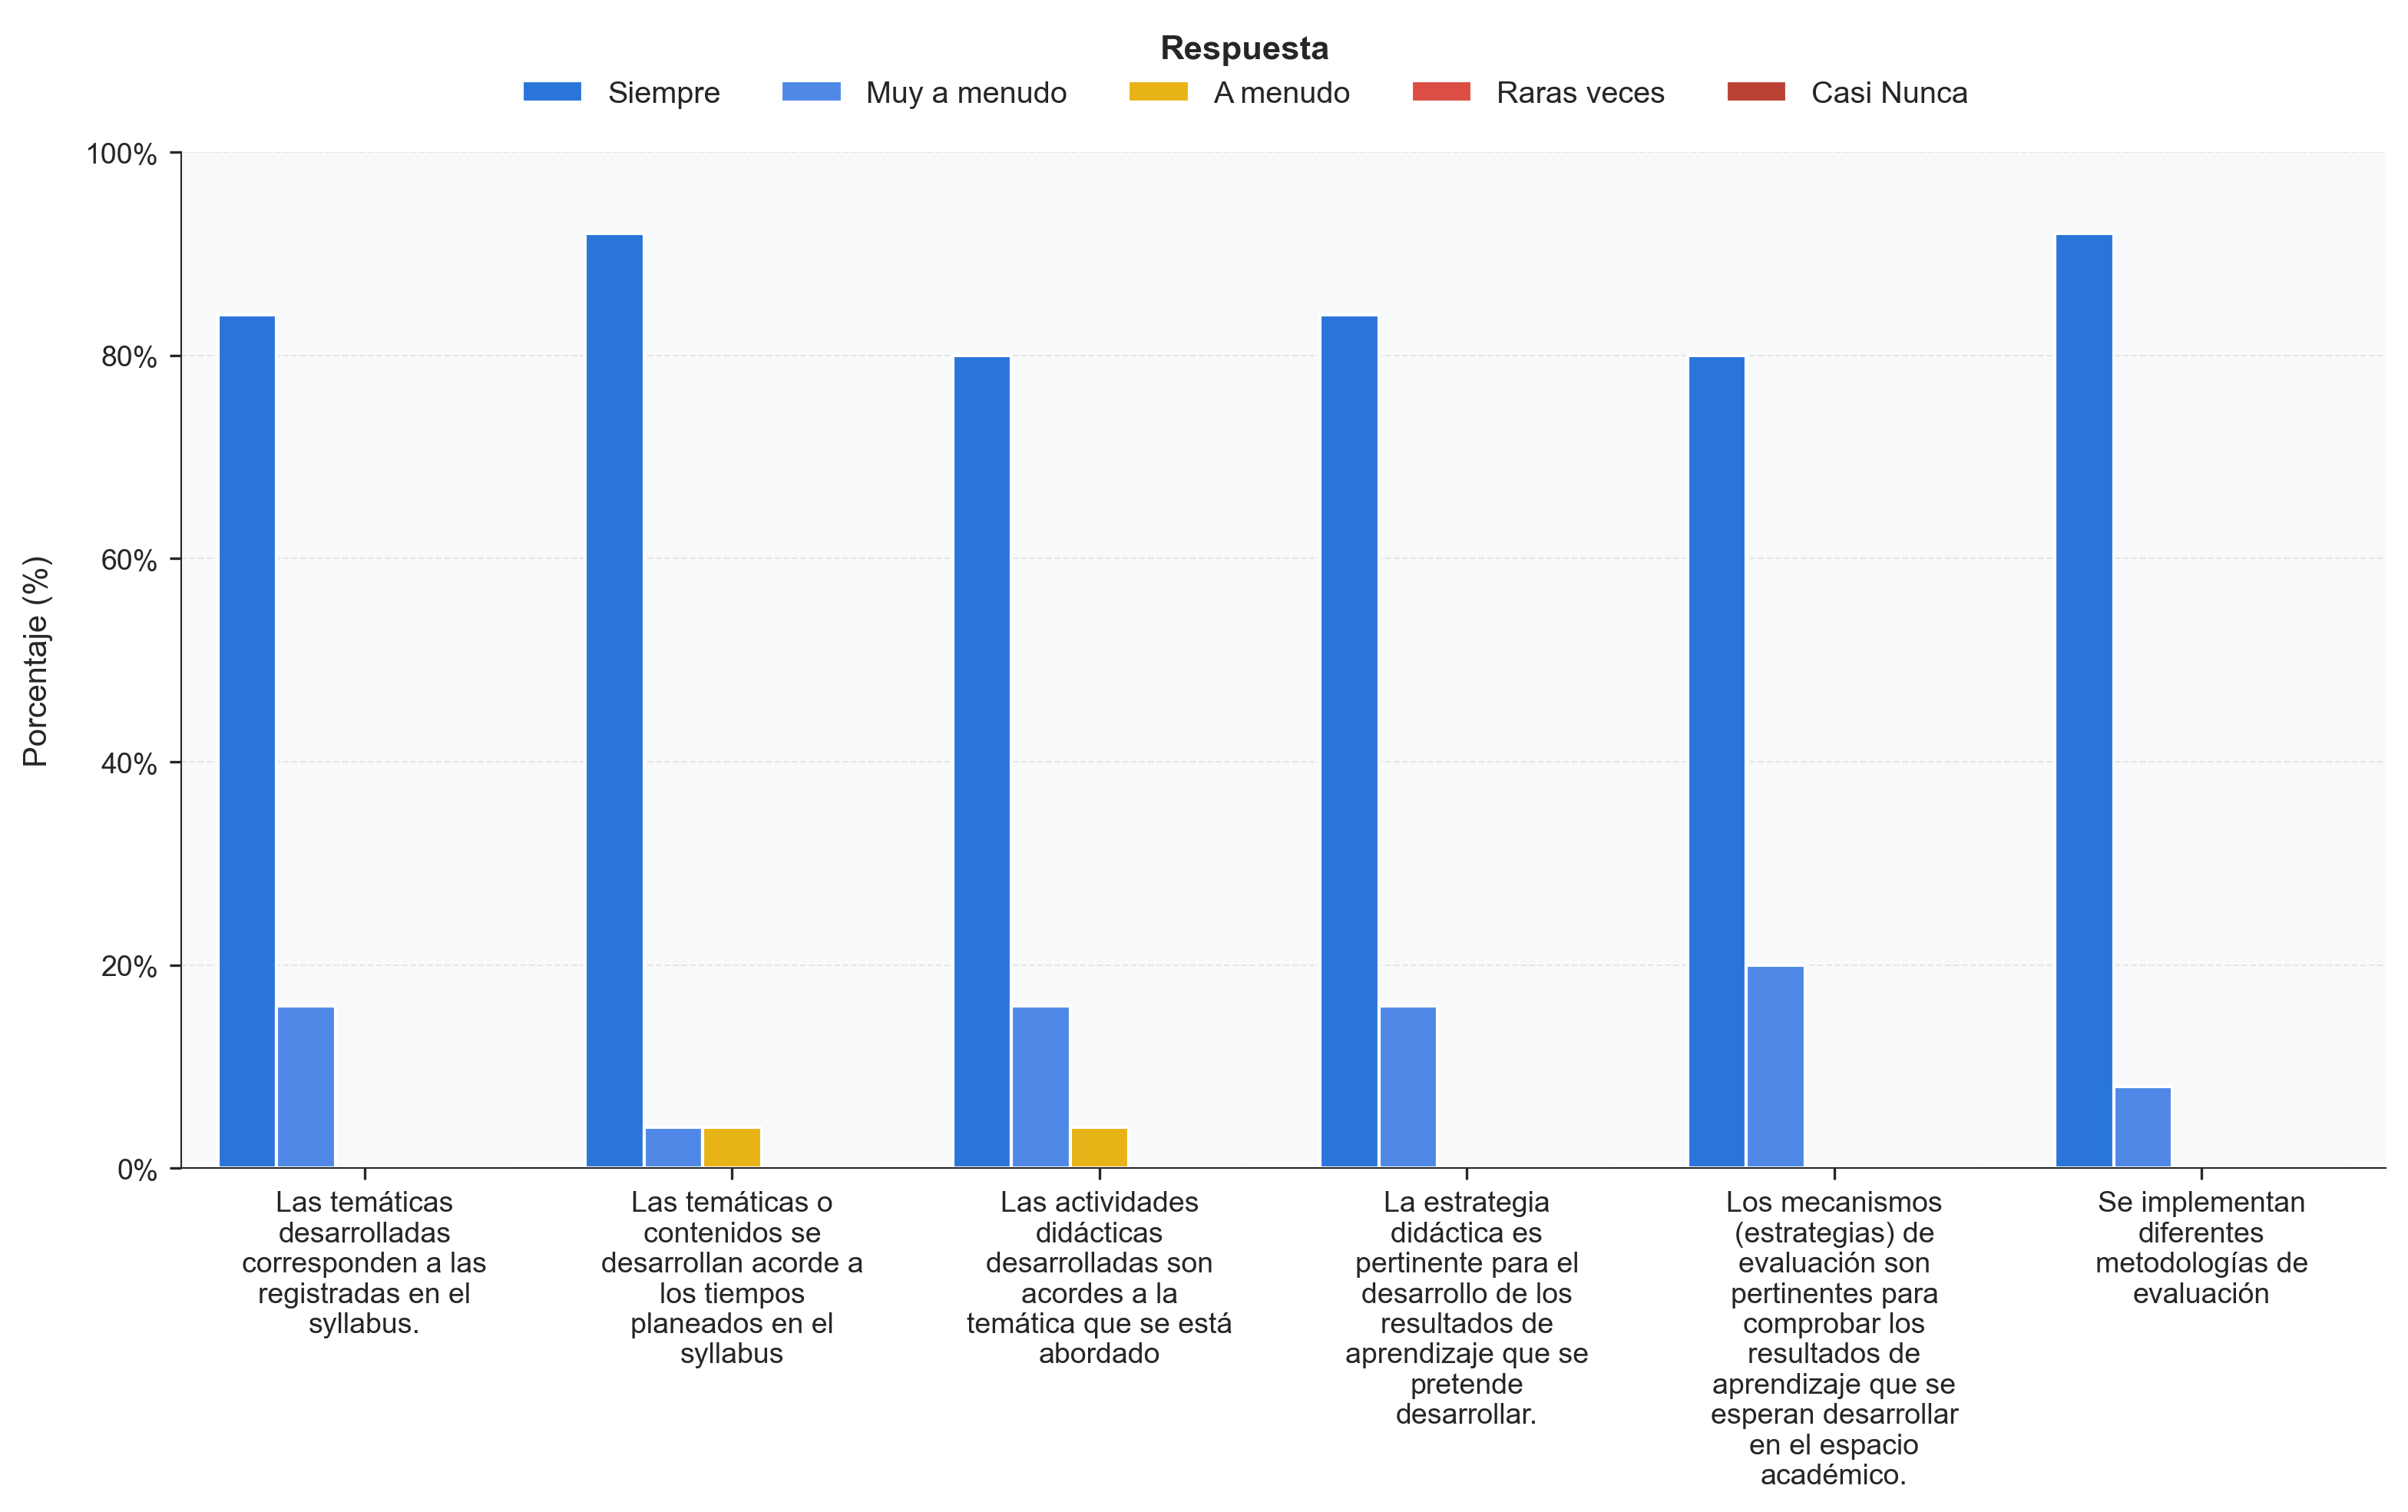 Respuesta
Siempre Muy a menudo A menudo Raras veces Casi Nunca
100%
80%
60%
40%
20%
0%
Porcentaje (%)
Las temáticas
desarrolladas
corresponden a las
registradas en el
syllabus.
Las temáticas o
contenidos se
desarrollan acorde a
los tiempos
planeados en el
syllabus
Las actividades
didácticas
desarrolladas son
acordes a la
temática que se está
abordado
La estrategia
didáctica es
pertinente para el
desarrollo de los
resultados de
aprendizaje que se
pretende
desarrollar.
Los mecanismos
(estrategias) de
evaluación son
pertinentes para
comprobar los
resultados de
aprendizaje que se
esperan desarrollar
en el espacio
académico.
Se implementan
diferentes
metodologías de
evaluación